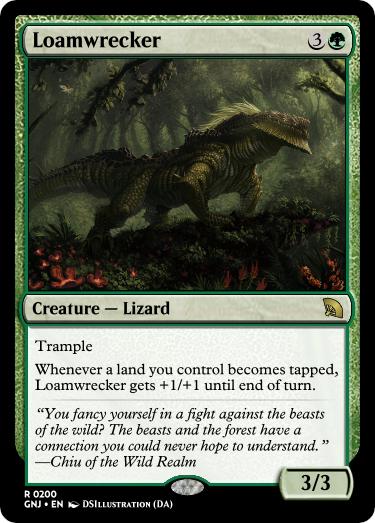 Loamwrecker 3
Creature — Lizard
Trample
Whenever a land you control becomes tapped,
Loamwrecker gets +1/+1 until end of turn.
“You fancy yourself in a fight against the beasts
of the wild? The beasts and the forest have a
connection you could never hope to understand.”
—Chiu of the Wild Realm
3/3
R 0200
GNJ • EN DSIllustration (DA)